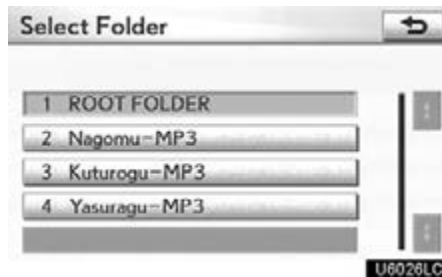 Select Folder
1 ROOT FOLDER
2 Nagomu-MP3
3 Kuturogu-MP3
4 Yasuragu-MP3
U6026LC